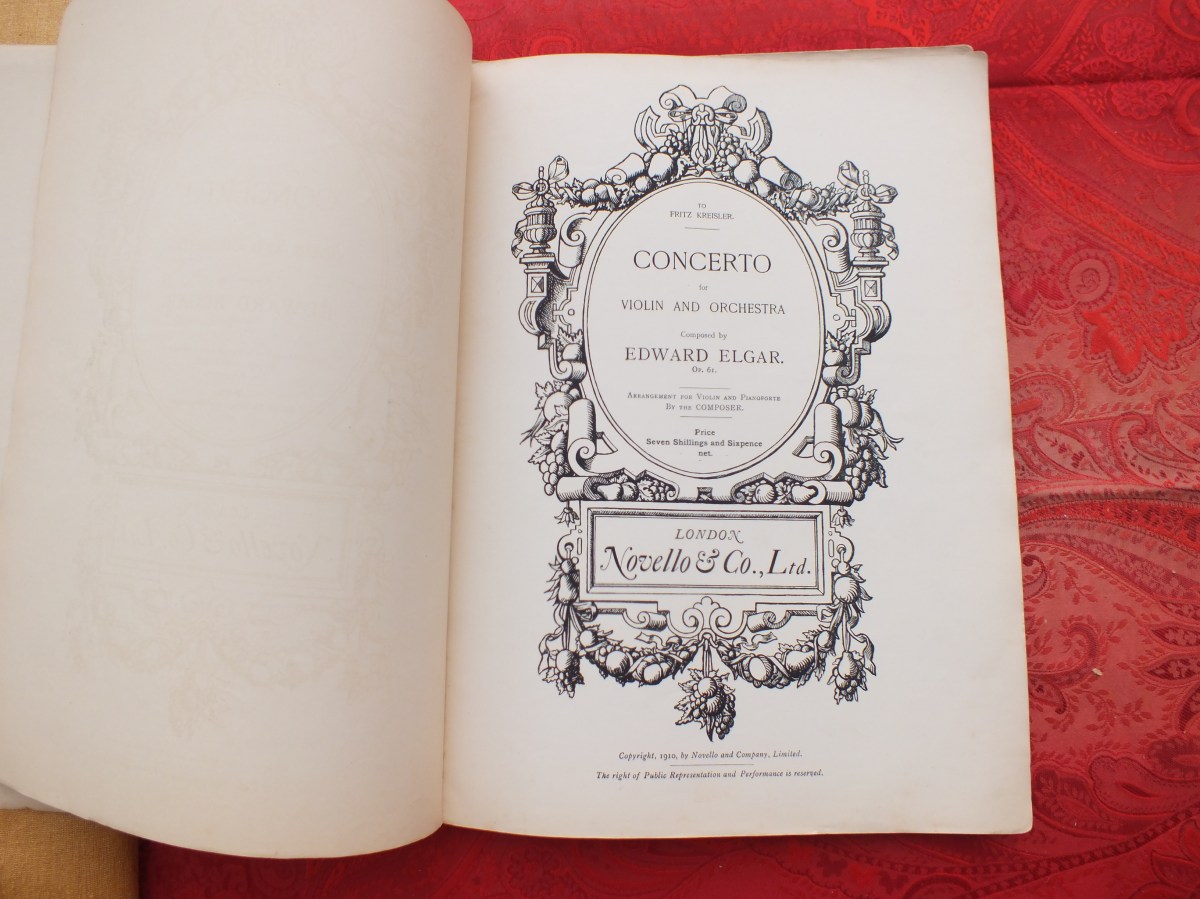 TO
FRITZ KREISLER.
CONCERTO
for
VIOLIN AND ORCHESTRA
Composed by
EDWARD ELGAR.
Op. 61.
Arrangement for Violin and Pianoforte
By the COMPOSER.
Price
Seven Shillings and Sixpence
net.
LONDON
Novello & Co., Ltd.
Copyright, 1910, by Novello and Company, Limited.
The right of Public Representation and Performance is reserved.